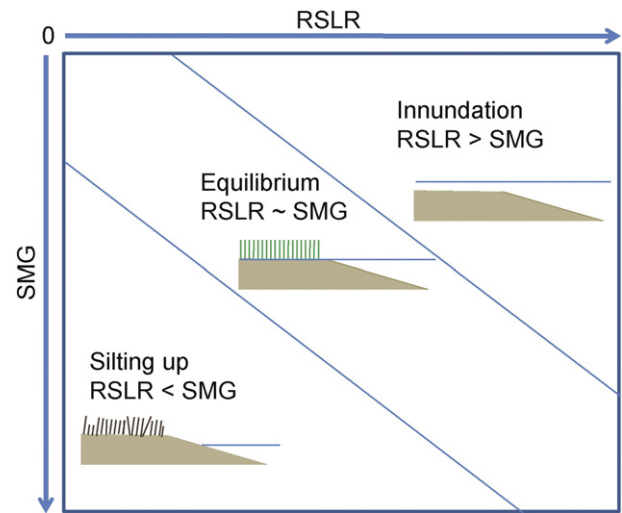 RSLR
0
Innundation
RSLR > SMG
Equilibrium
RSLR ~ SMG
SMG
Silting up
RSLR < SMG